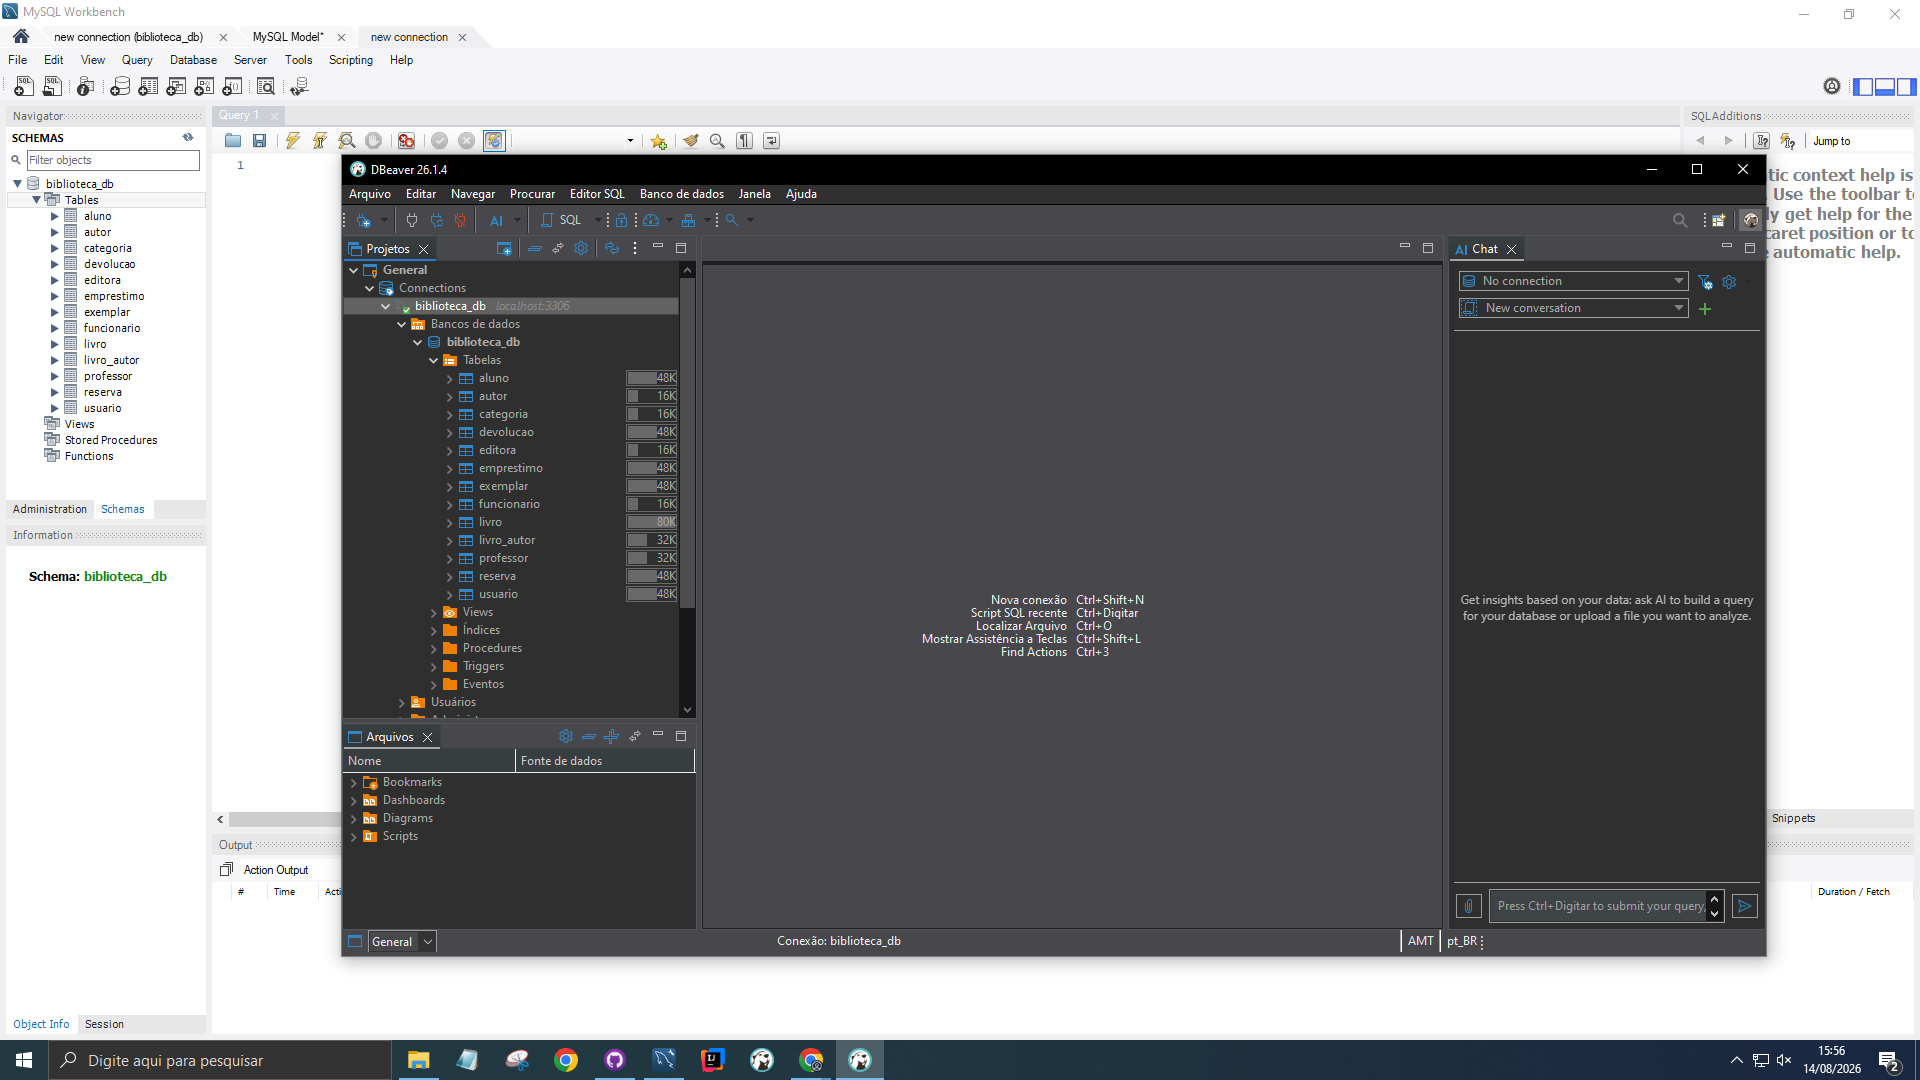 MySQL Workbench
new connection (biblioteca_db)
MySQL Model*
new connection
File Edit View Query Database Server Tools Scripting Help
Navigator
SCHEMAS
Filter objects
biblioteca_db
Tables
aluno
autor
categoria
devolucao
editora
emprestimo
exemplar
funcionario
livro
livro_autor
professor
reserva
usuario
Views
Stored Procedures
Functions
Administration Schemas
Information
Schema: biblioteca_db
Object Info Session
Query 1
1
SQLAdditions
Jump to
tic context help is
Use the toolbar to
ly get help for the
caret position or to
automatic help.
Snippets
Output
Action Output
# Time Acti
Duration / Fetch
DBeaver 26.1.4
Arquivo Editar Navegar Procurar Editor SQL Banco de dados Janela Ajuda
AI
SQL
Projetos
General
Connections
biblioteca_db localhost:3306
Bancos de dados
biblioteca_db
Tabelas
aluno 48K
autor 16K
categoria 16K
devolucao 48K
editora 16K
emprestimo 48K
exemplar 48K
funcionario 16K
livro 80K
livro_autor 32K
professor 32K
reserva 48K
usuario 48K
Views
Índices
Procedures
Triggers
Eventos
Usuários
Arquivos
Nome Fonte de dados
Bookmarks
Dashboards
Diagrams
Scripts
General
Nova conexão Ctrl+Shift+N
Script SQL recente Ctrl+Digitar
Localizar Arquivo Ctrl+O
Mostrar Assistência a Teclas Ctrl+Shift+L
Find Actions Ctrl+3
AI Chat
No connection
New conversation
Get insights based on your data: ask AI to build a query
for your database or upload a file you want to analyze.
Press Ctrl+Digitar to submit your query,
Conexão: biblioteca_db
AMT
pt_BR
Digite aqui para pesquisar
15:56
14/08/2026
2